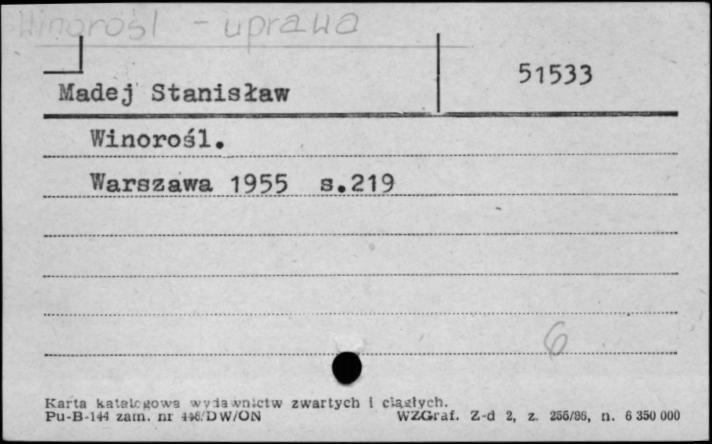 Winorośl - uprawa
51533
Madej Stanisław
Winorośl.
Warszawa 1955 s.219
6
Karta katalogowa wydawnictw zwartych i ciągłych.
Pu-B-144 zam. nr 446/DW/ON WZGraf. Z-d 2, z. 256/86, n. 6 350 000